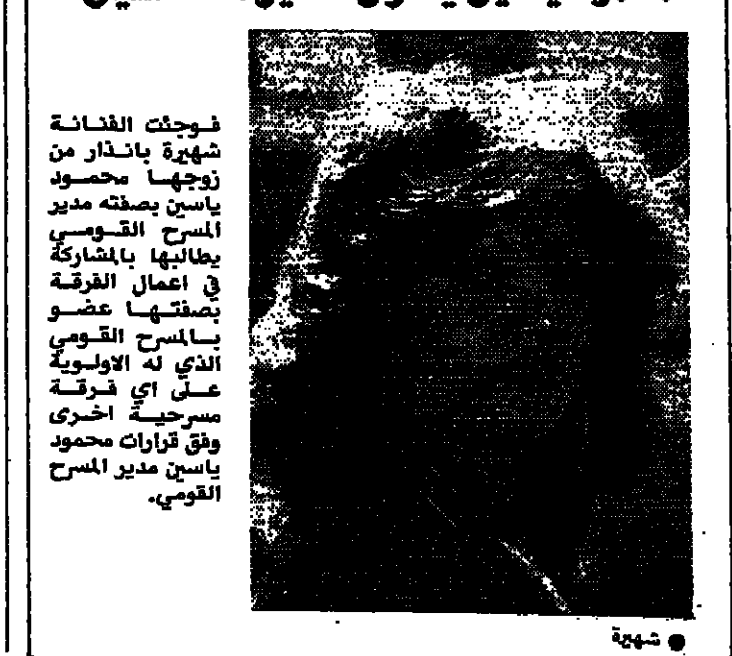 فوجئت الفنانة
شهيرة بانذار من
زوجها محمود
ياسين بصفته مدير
المسرح القومي
يطالبها بالمشاركة
في اعمال الفرقة
بصفتها عضو
بالمسرح القومي
الذي له الاولوية
على اي فرقة
مسرحية اخرى
وفق قرارات محمود
ياسين مدير المسرح
القومي.
● شهيرة